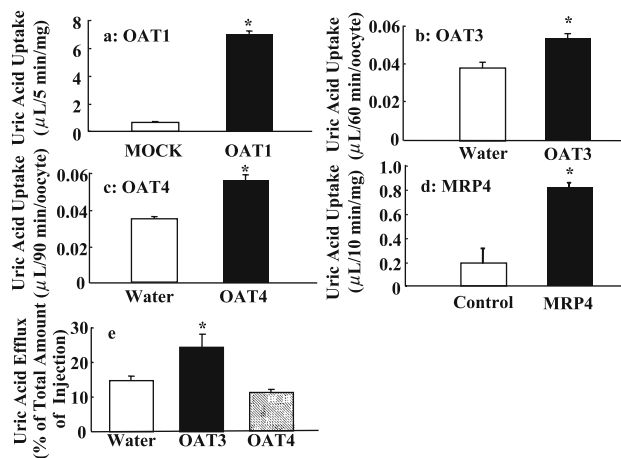 Uric Acid Uptake
(μL/5 min/mg)
8
6
4
2
0
a: OAT1
*
MOCK
OAT1
Uric Acid Uptake
(μL/60 min/oocyte)
0.06
0.04
0
b: OAT3
*
Water
OAT3
Uric Acid Uptake
(μL/90 min/oocyte)
0.06
0.04
0.02
0
c: OAT4
*
Water
OAT4
Uric Acid Uptake
(μL/10 min/mg)
1.0
0.8
0.6
0.4
0.2
0
d: MRP4
*
Control
MRP4
Uric Acid Efflux
(% of Total Amount
of Injection)
30
20
10
0
e
*
Water
OAT3
OAT4